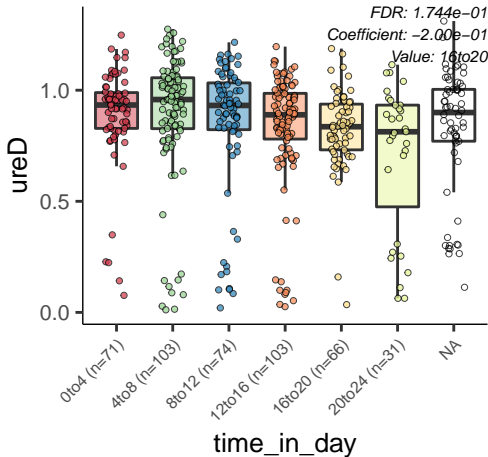 FDR: 1.744e−01
Coefficient: −2.00e−01
Value: 16to20
ureD
1.0
0.5
0.0
0to4 (n=71)
4to8 (n=103)
8to12 (n=74)
12to16 (n=103)
16to20 (n=66)
20to24 (n=31)
NA
time_in_day